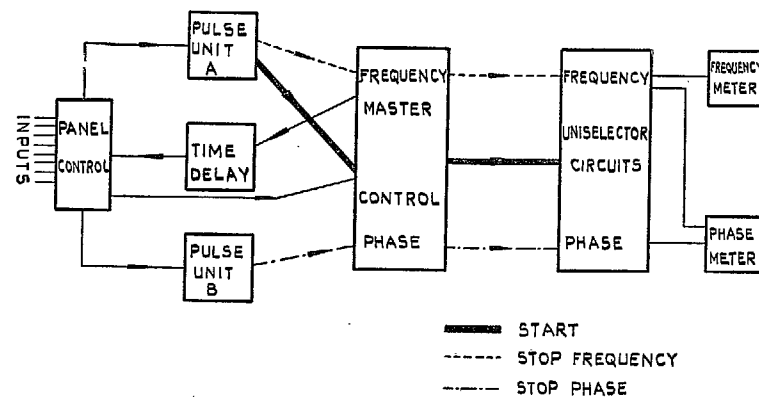 INPUTS
PANEL
CONTROL
PULSE
UNIT
A
TIME
DELAY
PULSE
UNIT
B
FREQUENCY
MASTER
CONTROL
PHASE
FREQUENCY
UNISELECTOR
CIRCUITS
PHASE
FREQUENCY
METER
PHASE
METER
START
STOP FREQUENCY
STOP PHASE